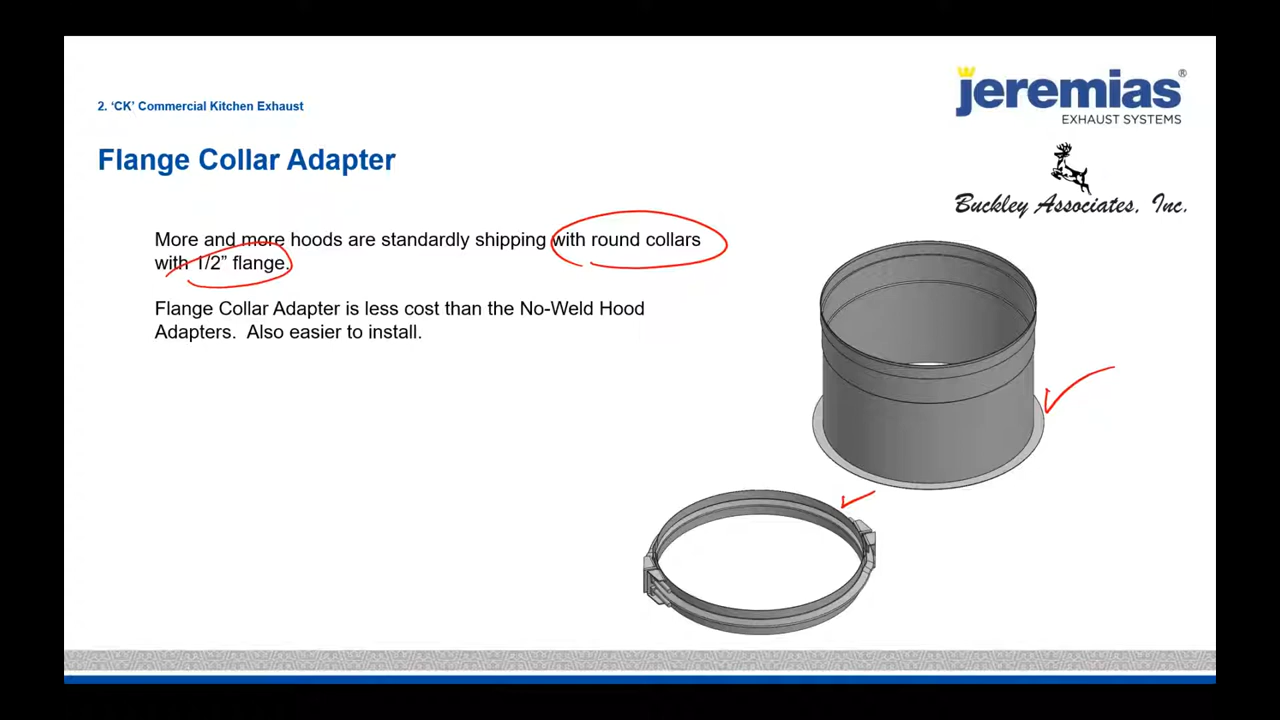 2. ‘CK’ Commercial Kitchen Exhaust
jeremias®
EXHAUST SYSTEMS
Flange Collar Adapter
Buckley Associates, Inc.
More and more hoods are standardly shipping with round collars
with 1/2” flange.
Flange Collar Adapter is less cost than the No-Weld Hood
Adapters. Also easier to install.